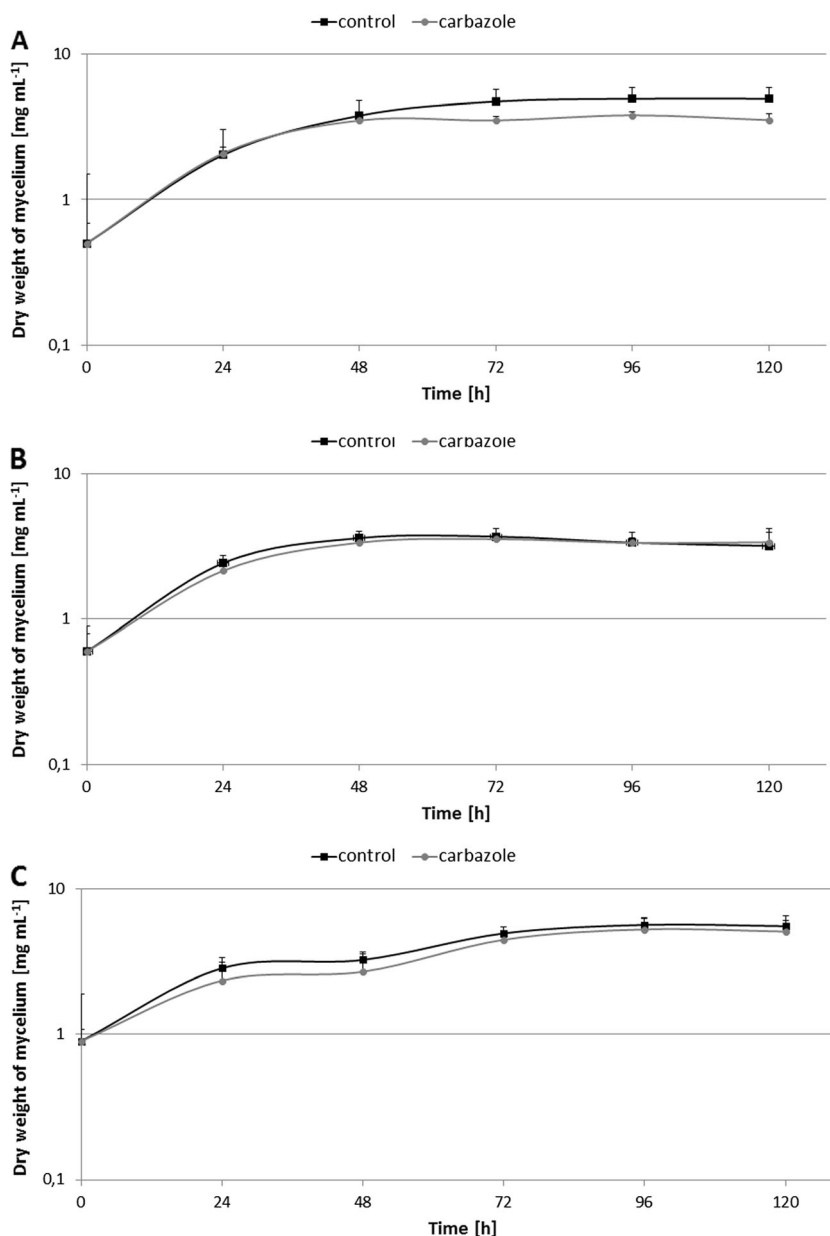 A
control carbazole
Dry weight of mycelium [mg mL-1]
10
1
0,1
0 24 48 72 96 120
Time [h]
B
control carbazole
Dry weight of mycelium [mg mL-1]
10
1
0,1
0 24 48 72 96 120
Time [h]
C
control carbazole
Dry weight of mycelium [mg mL-1]
10
1
0,1
0 24 48 72 96 120
Time [h]